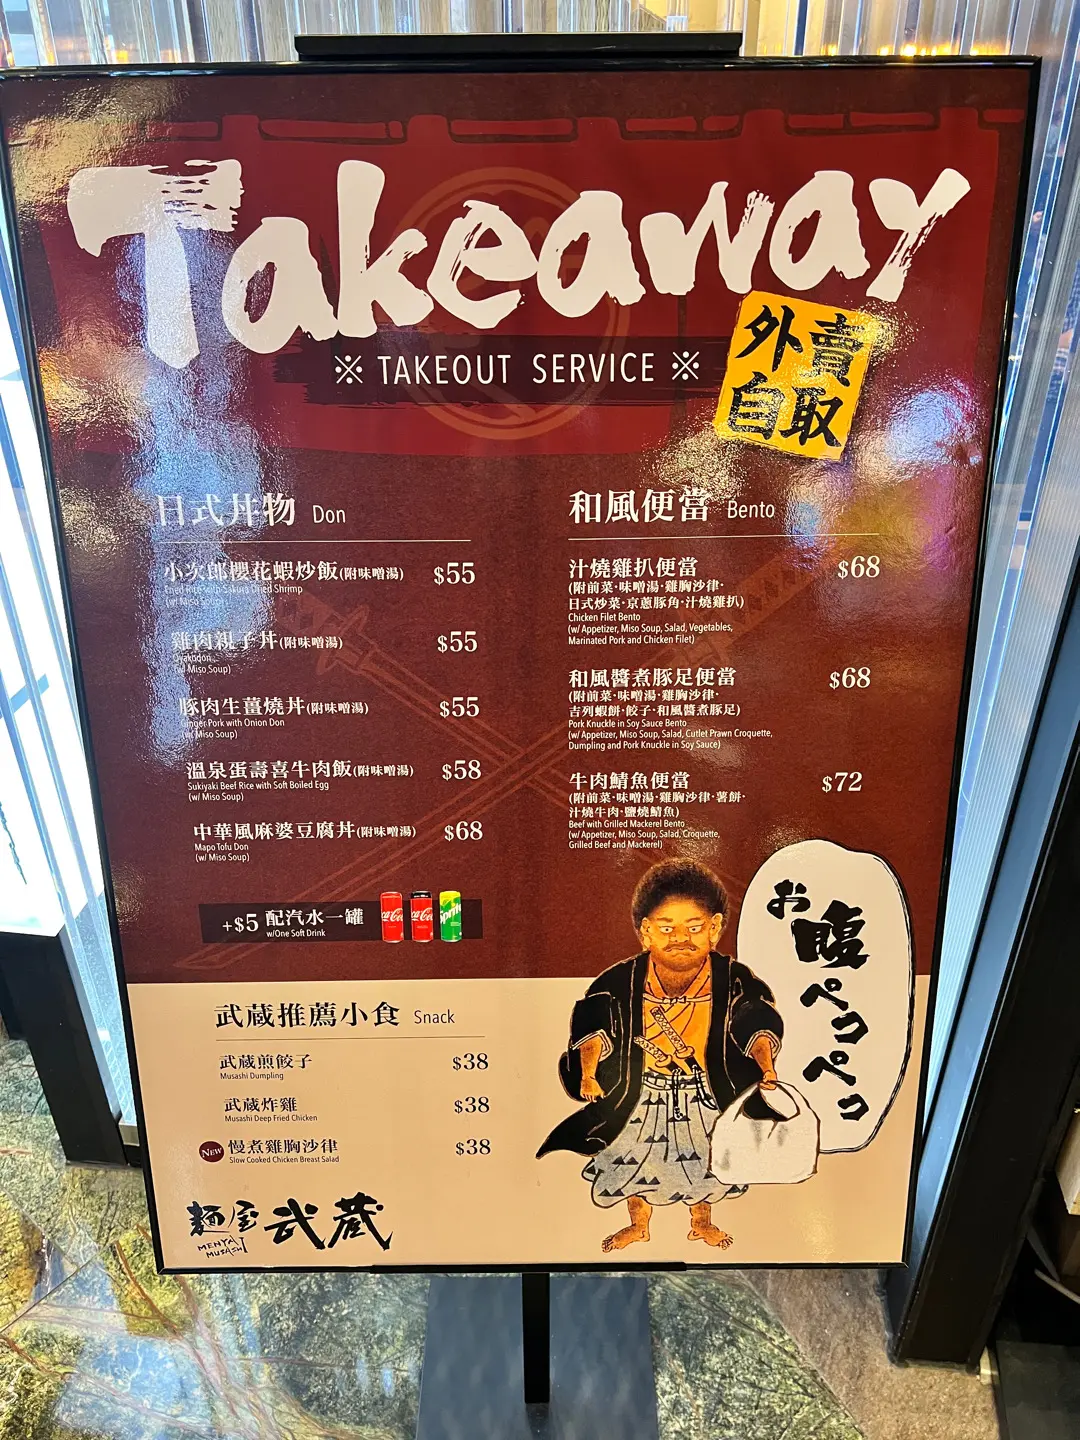 Takeaway
※ TAKEOUT SERVICE ※
外賣
自取
日式丼物 Don
小次郎櫻花蝦炒飯(附味噌湯) $55
Fried Rice with Sakura Dried Shrimp
(w/ Miso Soup)
雞肉親子丼(附味噌湯) $55
Oyakodon
(w/ Miso Soup)
豚肉生薑燒丼(附味噌湯) $55
Ginger Pork with Onion Don
(w/ Miso Soup)
溫泉蛋壽喜牛肉飯(附味噌湯) $58
Sukiyaki Beef Rice with Soft Boiled Egg
(w/ Miso Soup)
中華風麻婆豆腐丼(附味噌湯) $68
Mapo Tofu Don
(w/ Miso Soup)
+$5 配汽水一罐
w/One Soft Drink
Coca-Cola
Coca-Cola
Sprite
和風便當 Bento
汁燒雞扒便當 $68
(附前菜·味噌湯·雞胸沙律·
日式炒菜·京蔥豚角·汁燒雞扒)
Chicken Filet Bento
(w/ Appetizer, Miso Soup, Salad, Vegetables,
Marinated Pork and Chicken Filet)
和風醬煮豚足便當 $68
(附前菜·味噌湯·雞胸沙律·
吉列蝦餅·餃子·和風醬煮豚足)
Pork Knuckle in Soy Sauce Bento
(w/ Appetizer, Miso Soup, Salad, Cutlet Prawn Croquette,
Dumpling and Pork Knuckle in Soy Sauce)
牛肉鯖魚便當 $72
(附前菜·味噌湯·雞胸沙律·薯餅·
汁燒牛肉·鹽燒鯖魚)
Beef with Grilled Mackerel Bento
(w/ Appetizer, Miso Soup, Salad, Croquette,
Grilled Beef and Mackerel)
お腹
ペコペコ
武蔵推薦小食 Snack
武蔵煎餃子 $38
Musashi Dumpling
武蔵炸雞 $38
Musashi Deep Fried Chicken
NEW 慢煮雞胸沙律 $38
Slow Cooked Chicken Breast Salad
麺屋武蔵
MENYA
MUSASHI